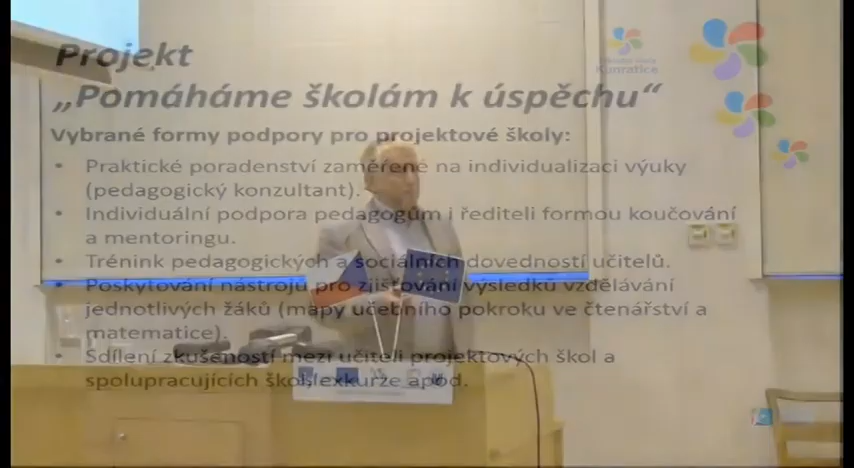 Projekt
„Pomáháme školám k úspěchu“
Kunratice
Vybrané formy podpory pro projektové školy:
• Praktické poradenství zaměřené na individualizaci výuky
(pedagogický konzultant).
• Individuální podpora pedagogům i řediteli formou koučování
a mentoringu.
• Trénink pedagogických a sociálních dovedností učitelů.
• Poskytování nástrojů pro zjišťování výsledků vzdělávání
jednotlivých žáků (mapy učebního pokroku ve čtenářství a
matematice).
• Sdílení zkušeností mezi učiteli projektových škol a
spolupracujících škol, exkurze apod.